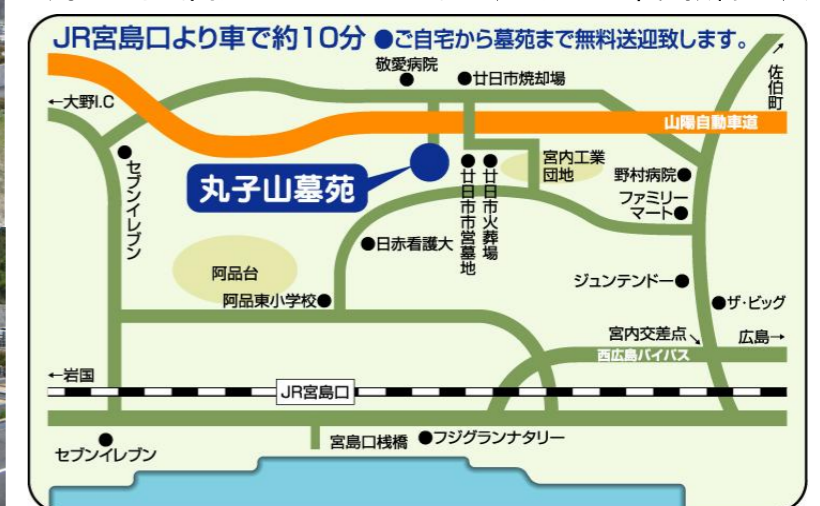 JR宮島口より車で約10分 ●ご自宅から墓苑まで無料送迎致します。
敬愛病院
●廿日市焼却場
佐伯町
←大野I.C
山陽自動車道
●セブンイレブン
丸子山墓苑
●廿日市市営墓地
●廿日市火葬場
宮内工業
団地
野村病院●
ファミリー
マート●
●日赤看護大
阿品台
阿品東小学校●
ジュンテンドー●
●ザ・ビッグ
宮内交差点
広島→
西広島バイパス
←岩国
JR宮島口
セブンイレブン
宮島口桟橋
●フジグランナタリー